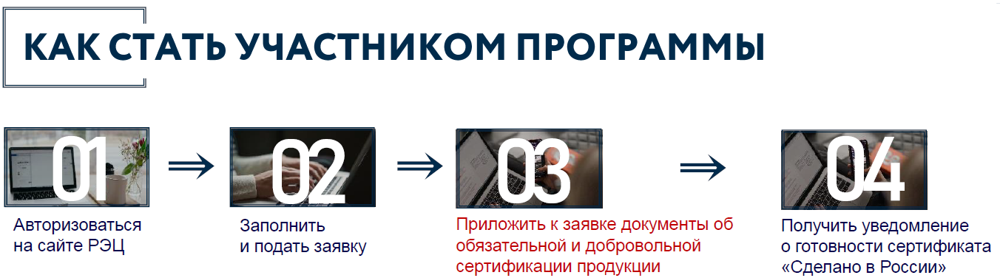 КАК СТАТЬ УЧАСТНИКОМ ПРОГРАММЫ
01
Авторизоваться
на сайте РЭЦ
02
Заполнить
и подать заявку
03
Приложить к заявке документы об
обязательной и добровольной
сертификации продукции
04
Получить уведомление
о готовности сертификата
«Сделано в России»